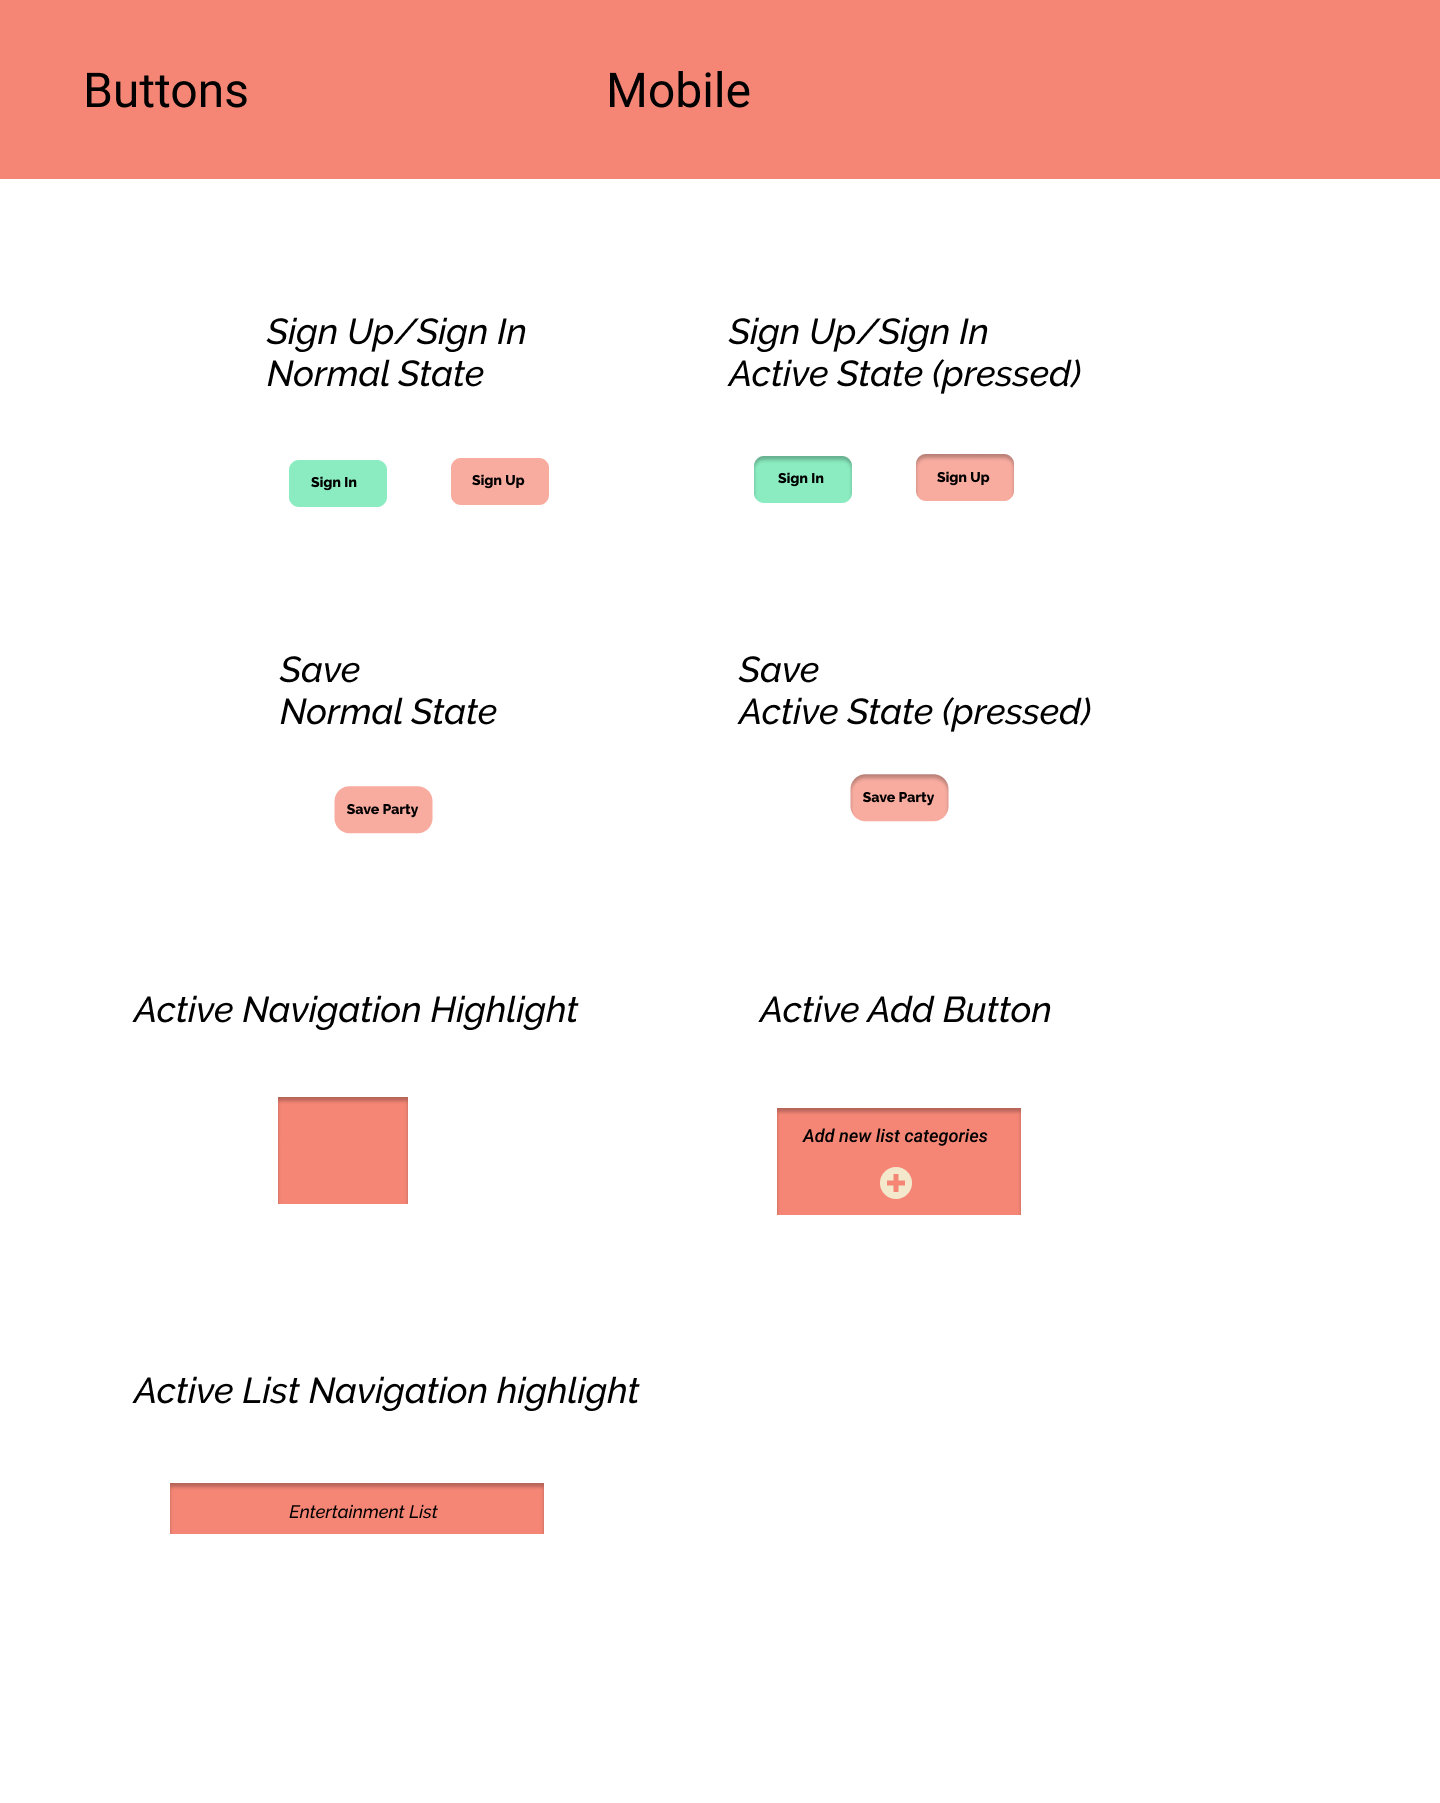 Buttons
Mobile
Sign Up/Sign In
Normal State
Sign Up/Sign In
Active State (pressed)
Sign In
Sign Up
Sign In
Sign Up
Save
Normal State
Save
Active State (pressed)
Save Party
Save Party
Active Navigation Highlight
Active Add Button
Add new list categories
Active List Navigation highlight
Entertainment List